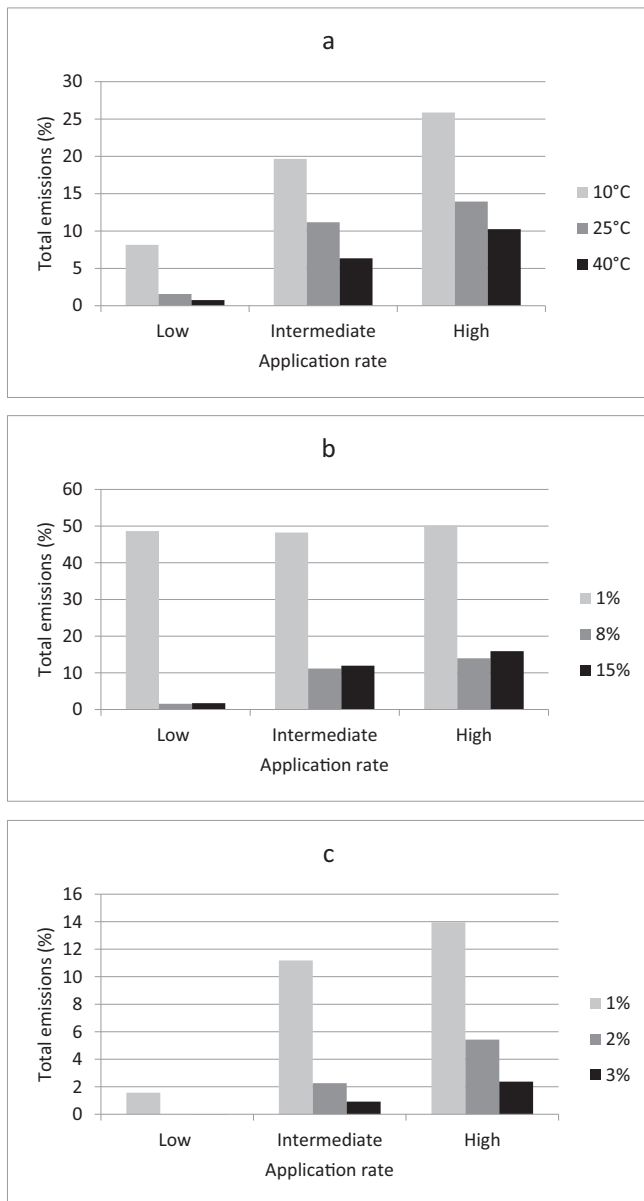 a
Total emissions (%)
30
25
20
15
10
5
0
Low Intermediate High
Application rate
10°C
25°C
40°C
b
Total emissions (%)
60
50
40
30
20
10
0
Low Intermediate High
Application rate
1%
8%
15%
c
Total emissions (%)
16
14
12
10
8
6
4
2
0
Low Intermediate High
Application rate
1%
2%
3%